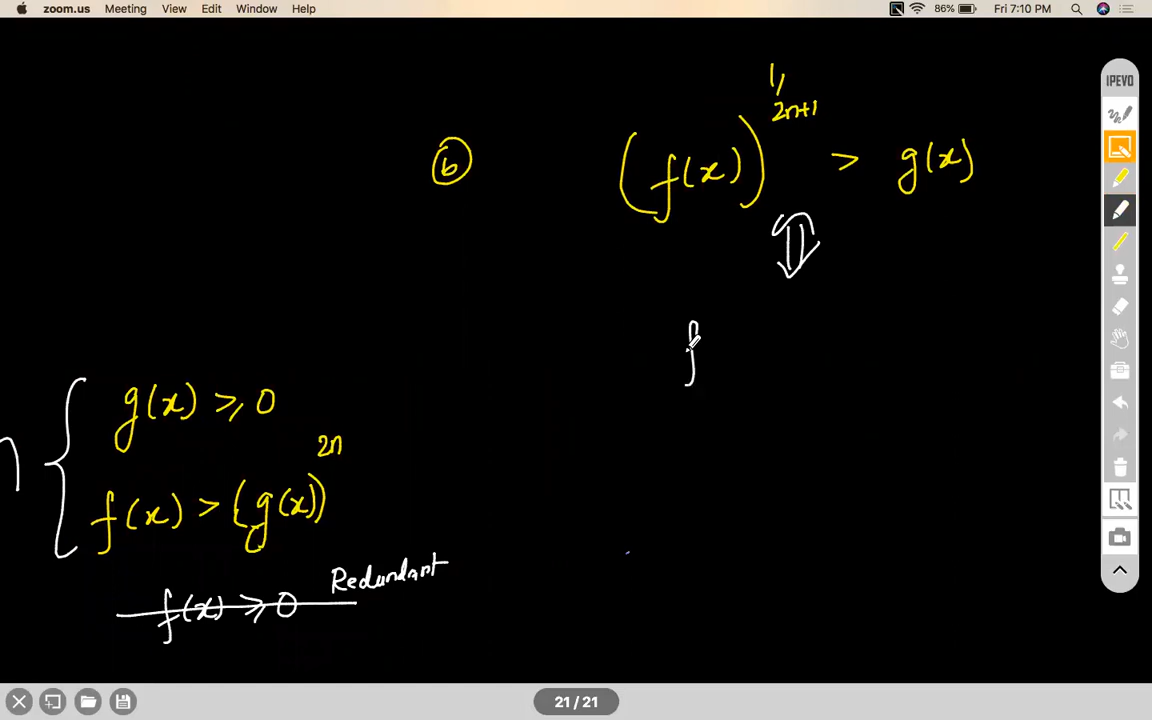 zoom.us Meeting View Edit Window Help 86% Fri 7:10 PM
IPEVO
(b) (f(x))^{1/2n+1} > g(x)
f
g(x) ≥ 0
f(x) > (g(x))^{2n}
Redundant
f(x) ≥ 0
21 / 21